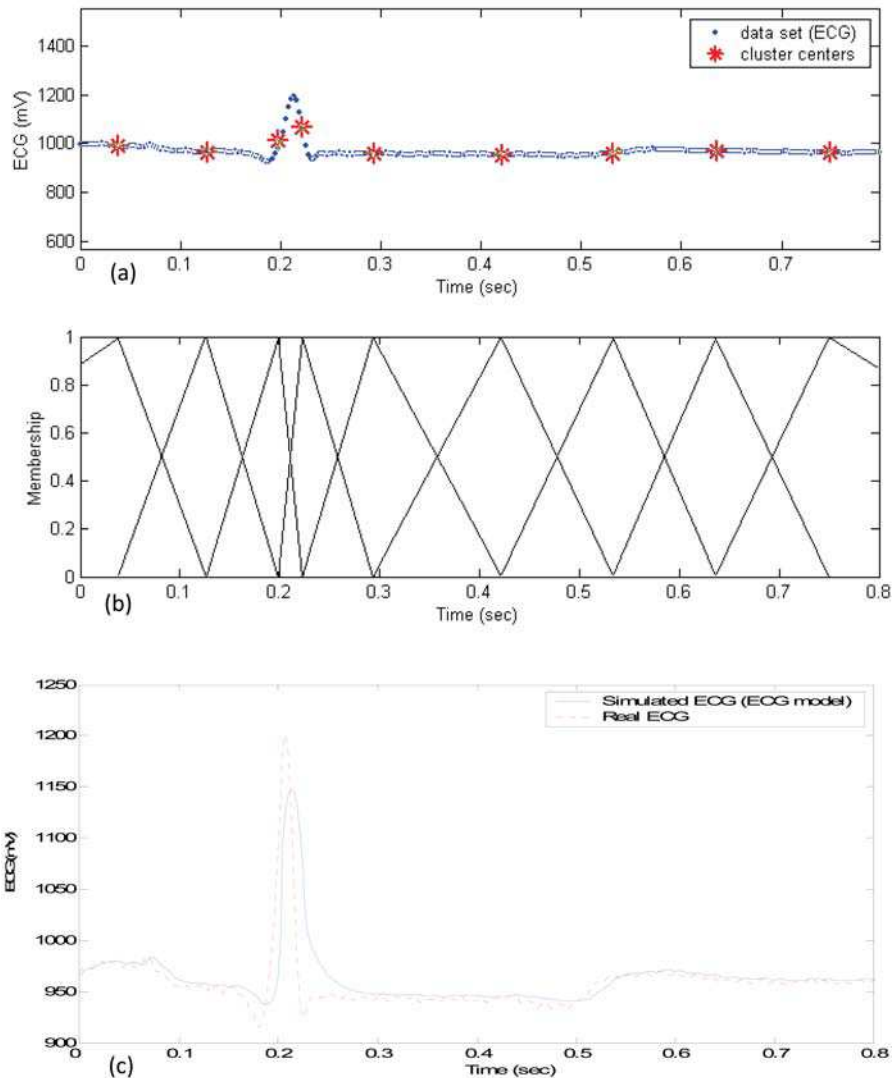 1400
1200
1000
800
600
ECG (mV)
data set (ECG)
cluster centers
0 0.1 0.2 0.3 0.4 0.5 0.6 0.7
Time (sec)
(a)
1
0.8
0.6
0.4
0.2
0
Membership
0 0.1 0.2 0.3 0.4 0.5 0.6 0.7 0.8
Time (sec)
(b)
1250
1200
1150
1100
1050
1000
950
900
ECG(mV)
Simulated ECG (ECG model)
Real ECG
0 0.1 0.2 0.3 0.4 0.5 0.6 0.7 0.8
Time (sec)
(c)